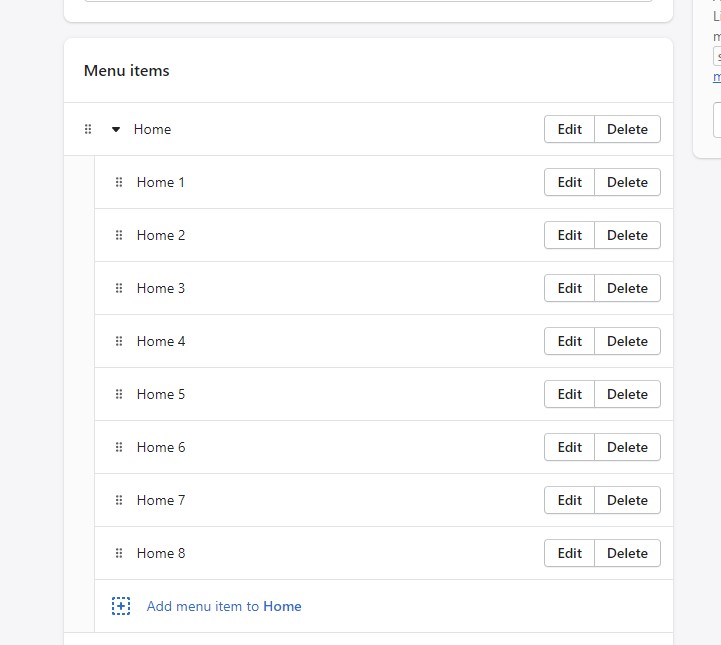 Menu items
Home Edit Delete
Home 1 Edit Delete
Home 2 Edit Delete
Home 3 Edit Delete
Home 4 Edit Delete
Home 5 Edit Delete
Home 6 Edit Delete
Home 7 Edit Delete
Home 8 Edit Delete
Add menu item to Home